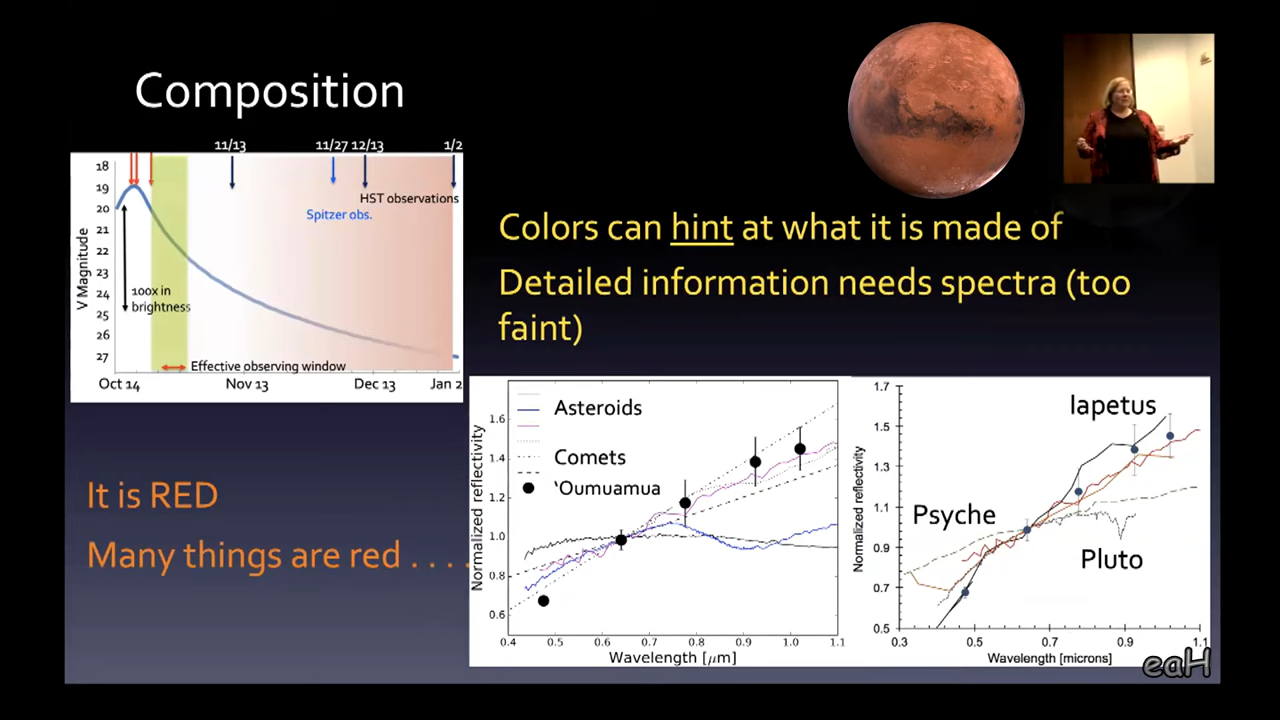 Composition
11/13
11/27 12/13
1/2
18
19
20
21
22
23
24
25
26
27
V Magnitude
HST observations
Spitzer obs.
100x in
brightness
Effective observing window
Oct 14
Nov 13
Dec 13
Jan 2
Colors can hint at what it is made of
Detailed information needs spectra (too
faint)
It is RED
Many things are red . . . .
Normalized reflectivity
1.6
1.4
1.2
1.0
0.8
0.6
Asteroids
Comets
‘Oumuamua
0.4 0.5 0.6 0.7 0.8 0.9 1.0 1.1
Wavelength [μm]
Normalized reflectivity
1.7
1.5
1.3
1.1
0.9
0.7
0.5
Iapetus
Psyche
Pluto
0.3 0.5 0.7 0.9 1.1
Wavelength [microns]
eaH